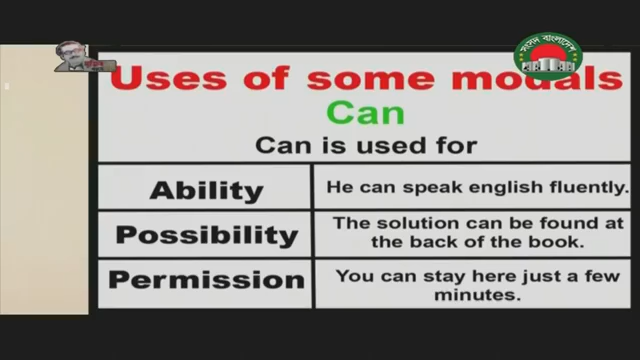 সংসদ বাংলাদেশ
Uses of some modals
Can
Can is used for
Ability
He can speak english fluently.
Possibility
The solution can be found at
the back of the book.
Permission
You can stay here just a few
minutes.